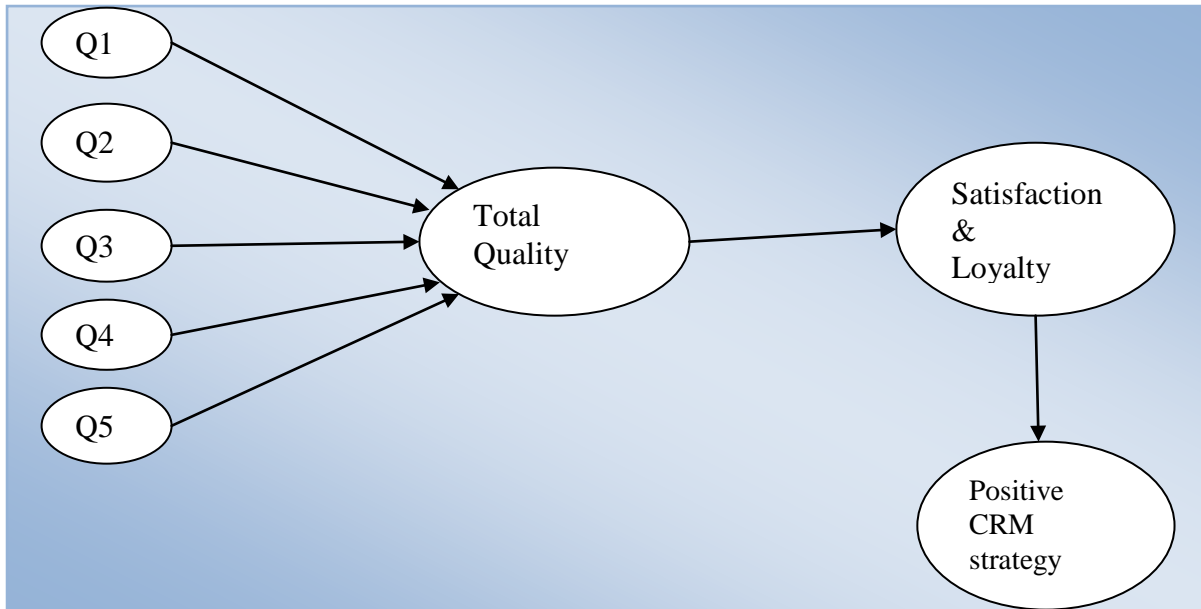 Q1
Q2
Q3
Q4
Q5
Total
Quality
Satisfaction
&
Loyalty
Positive
CRM
strategy